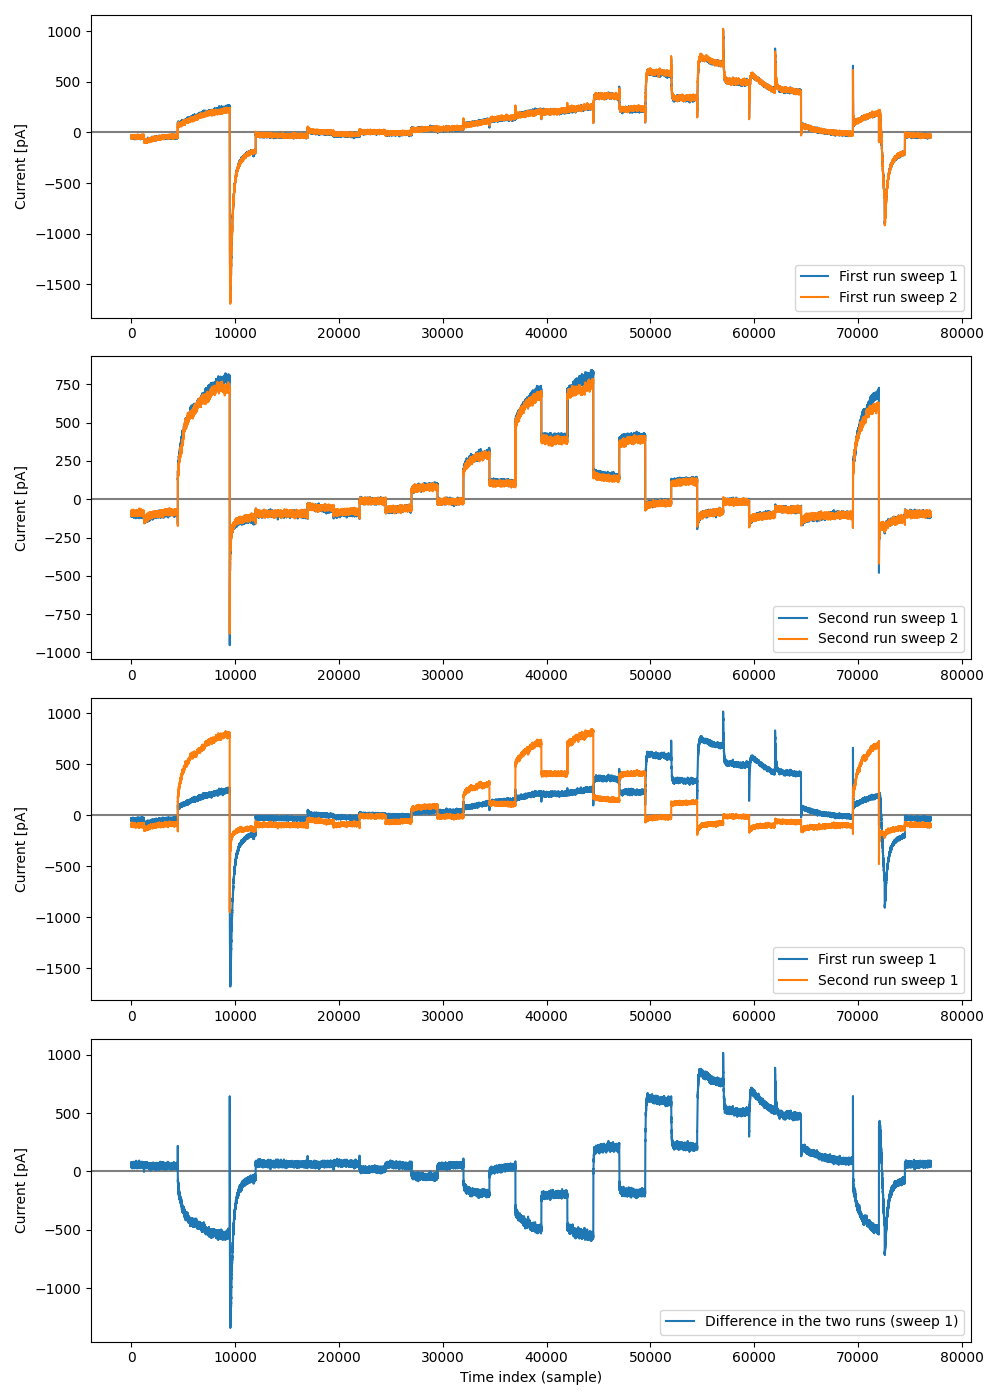 1000
500
0
−500
−1000
−1500
Current [pA]
First run sweep 1
First run sweep 2
0 10000 20000 30000 40000 50000 60000 70000 80000
750
500
250
0
−250
−500
−750
−1000
Current [pA]
Second run sweep 1
Second run sweep 2
0 10000 20000 30000 40000 50000 60000 70000 80000
1000
500
0
−500
−1000
−1500
Current [pA]
First run sweep 1
Second run sweep 1
0 10000 20000 30000 40000 50000 60000 70000 80000
1000
500
0
−500
−1000
Current [pA]
Difference in the two runs (sweep 1)
0 10000 20000 30000 40000 50000 60000 70000 80000
Time index (sample)